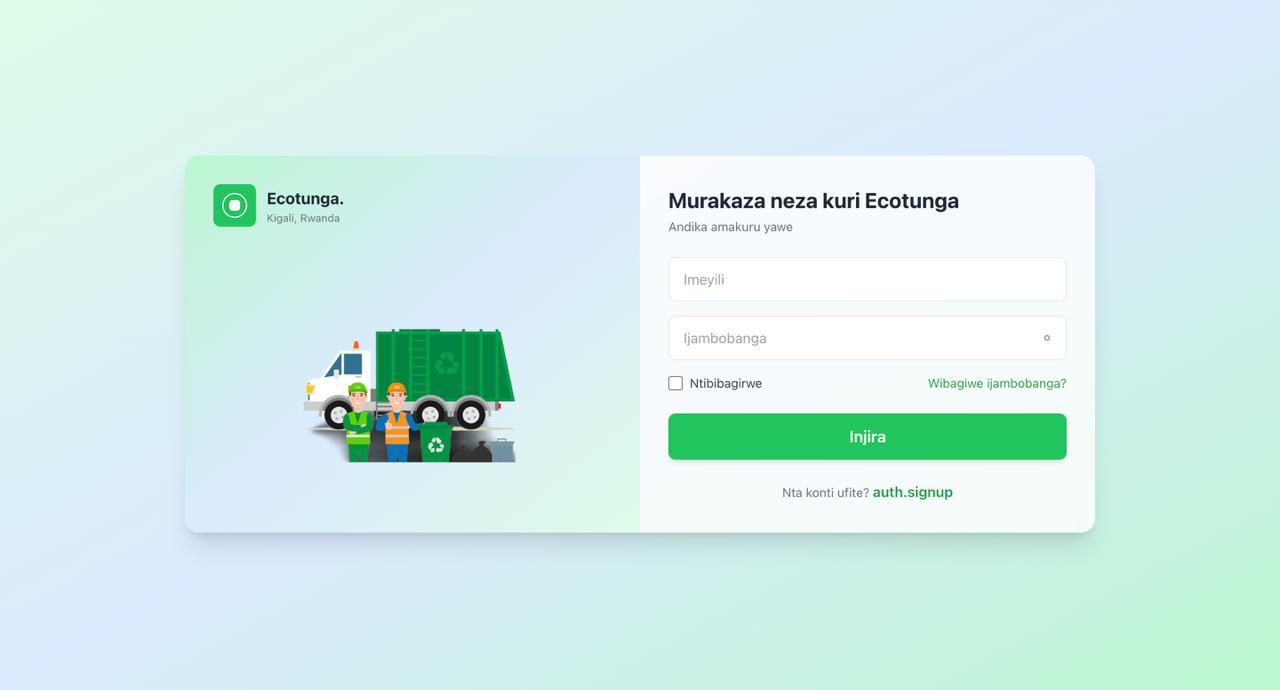 Ecotunga.
Kigali, Rwanda
Murakaza neza kuri Ecotunga
Andika amakuru yawe
Imeyili
Ijambobanga
Ntibibagirwe
Wibagiwe ijambobanga?
Injira
Nta konti ufite? auth.signup